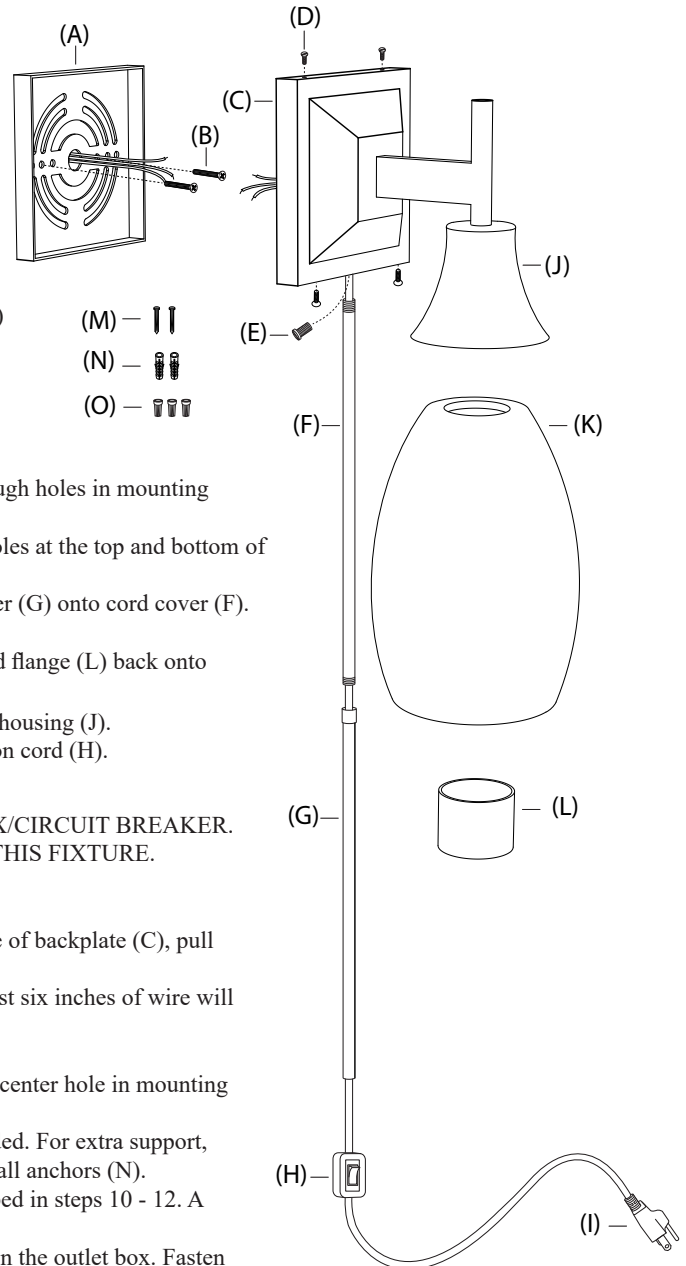 (A)
(D)
(C)
(B)
(J)
)
(M)
(E)
(N)
(O)
(F)
(K)
ugh holes in mounting
oles at the top and bottom of
er (G) onto cord cover (F).
d flange (L) back onto
housing (J).
on cord (H).
(G)
(L)
X/CIRCUIT BREAKER.
THIS FIXTURE.
e of backplate (C), pull
st six inches of wire will
center hole in mounting
ed. For extra support,
all anchors (N).
(H)
bed in steps 10 - 12. A
(I)
n the outlet box. Fasten